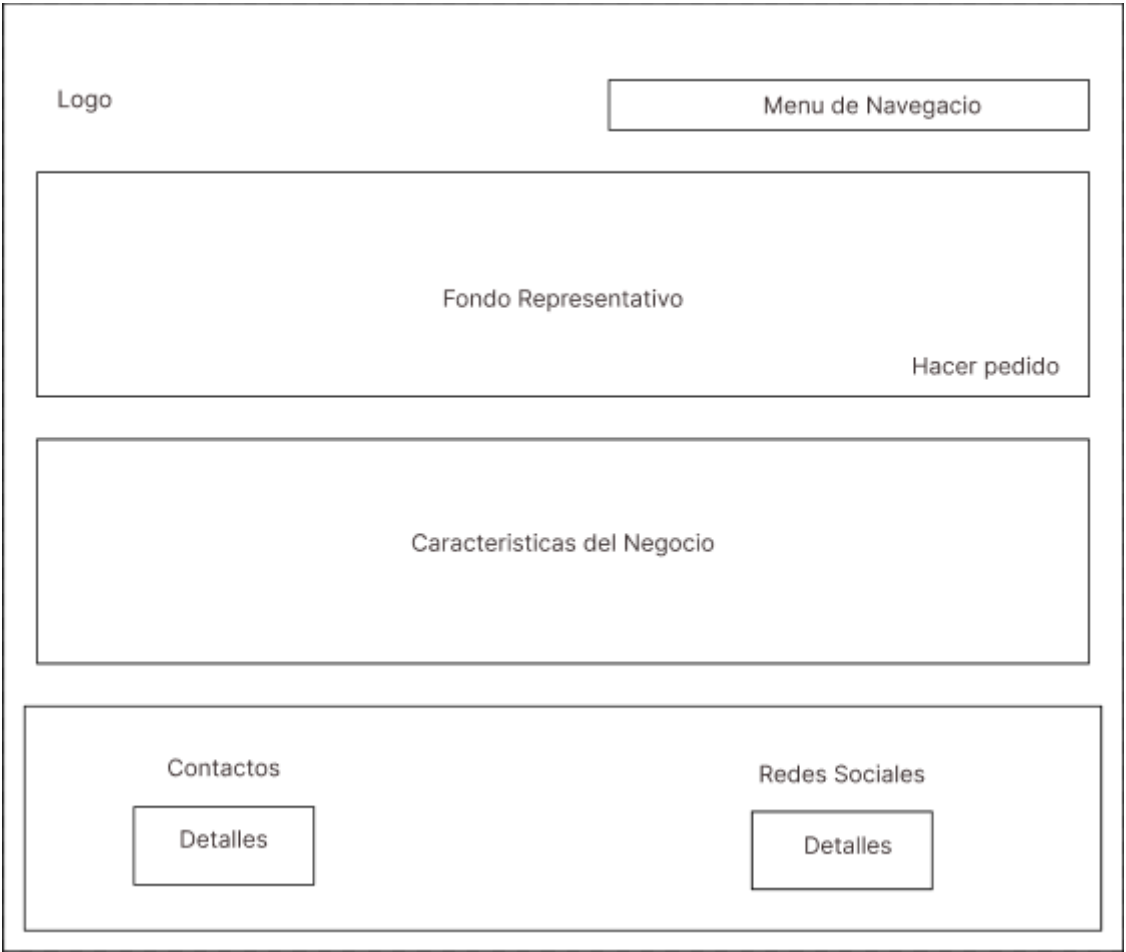 Logo
Menu de Navegacio
Fondo Representativo
Hacer pedido
Caracteristicas del Negocio
Contactos
Redes Sociales
Detalles
Detalles